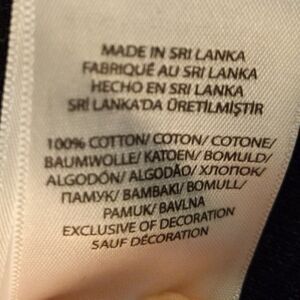 MADE IN SRI LANKA
FABRIQUÉ AU SRI LANKA
HECHO EN SRI LANKA
SRİ LANKA'DA ÜRETİLMİŞTİR
100% COTTON/ COTON/ COTONE/
BAUMWOLLE/ KATOEN/ BOMULD/
ALGODÓN/ ALGODÃO/ ХЛОПОК/
ПАМУК/ BAMBAKI/ BOMULL/
PAMUK/ BAVLNA
EXCLUSIVE OF DECORATION
SAUF DÉCORATION